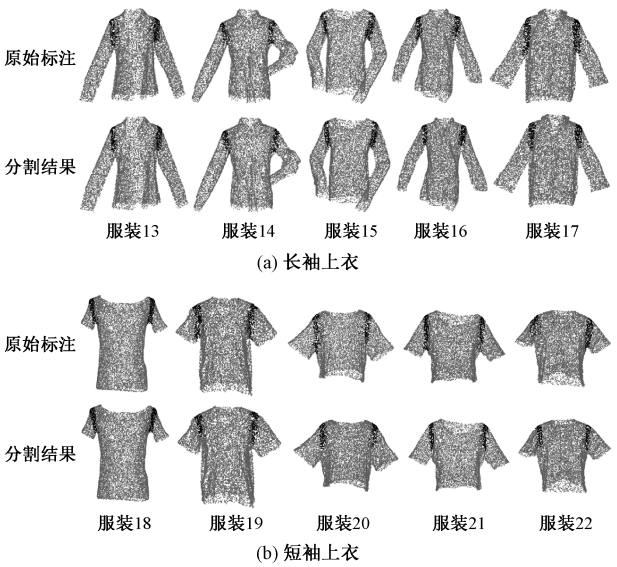 原始标注
分割结果
服装13 服装14 服装15 服装16 服装17
(a) 长袖上衣
原始标注
分割结果
服装18 服装19 服装20 服装21 服装22
(b) 短袖上衣